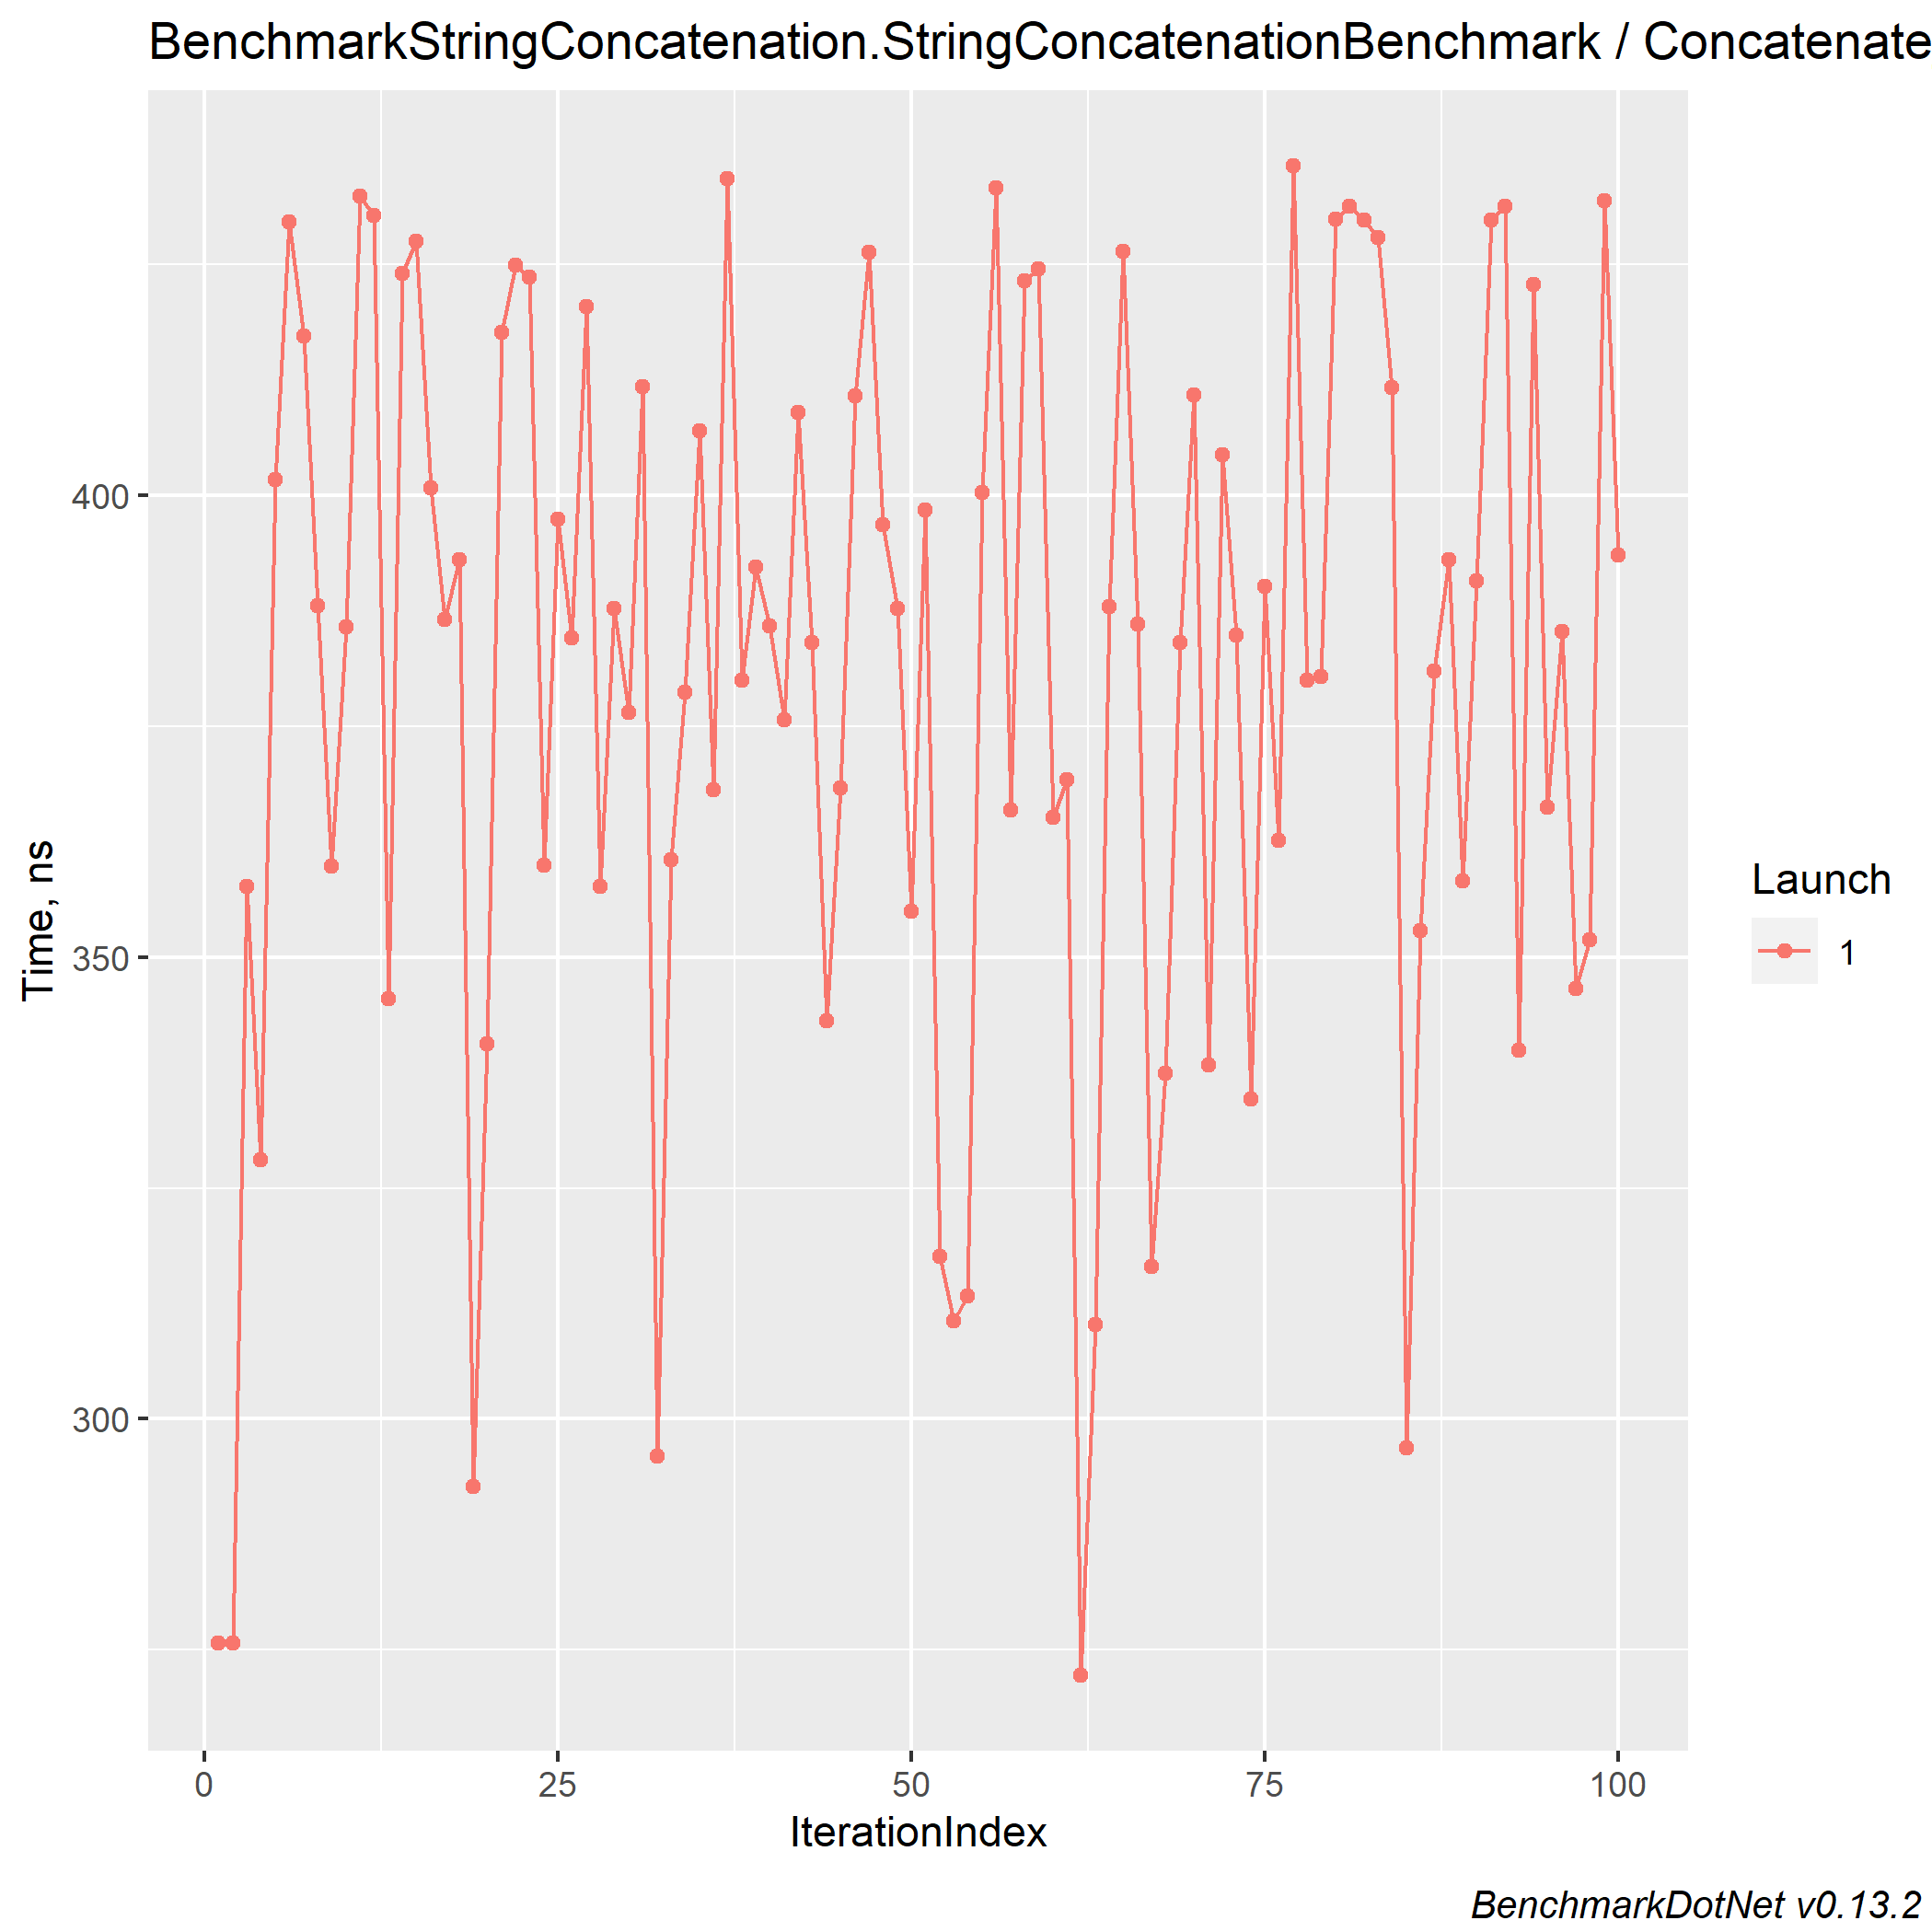 BenchmarkStringConcatenation.StringConcatenationBenchmark / Concatenate
Time, ns
400
350
300
0 25 50 75 100
IterationIndex
Launch
1
BenchmarkDotNet v0.13.2